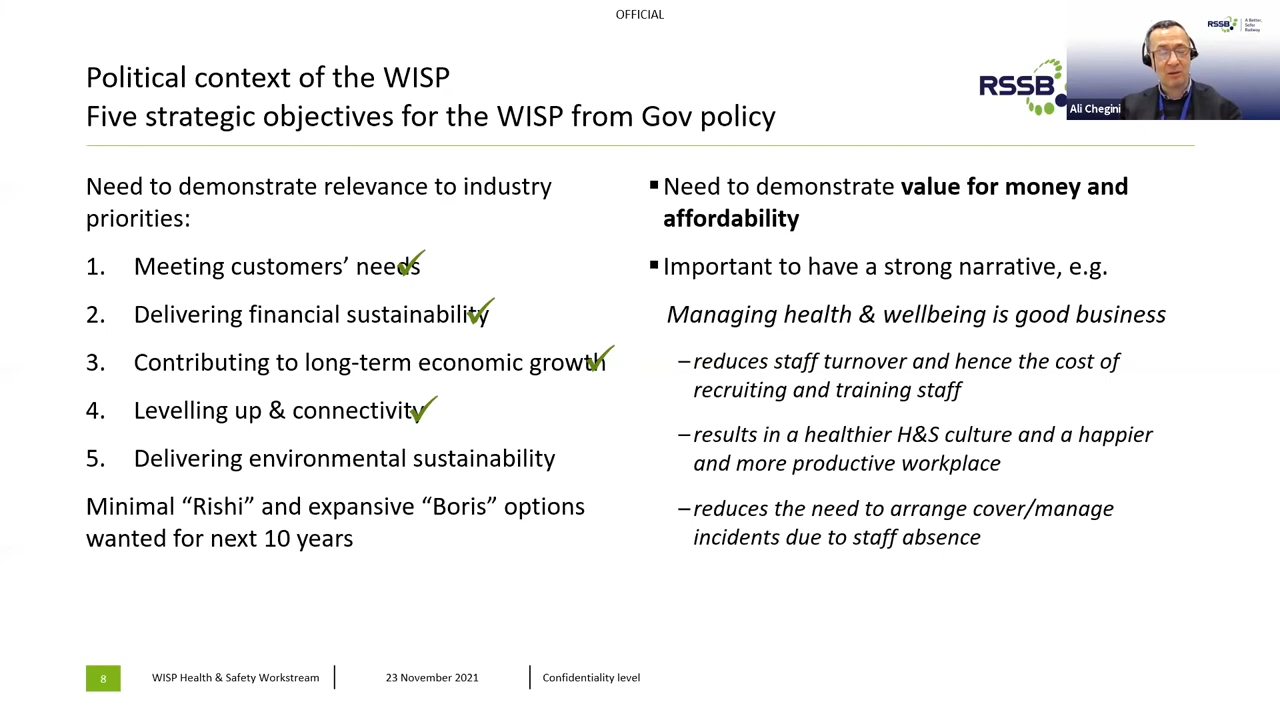 OFFICIAL
RSSB
A Better,
Safer
Railway
Ali Chegini
Political context of the WISP
Five strategic objectives for the WISP from Gov policy
RSSB
Need to demonstrate relevance to industry
priorities:
1. Meeting customers’ needs
2. Delivering financial sustainability
3. Contributing to long-term economic growth
4. Levelling up & connectivity
5. Delivering environmental sustainability
Minimal “Rishi” and expansive “Boris” options
wanted for next 10 years
▪ Need to demonstrate value for money and
affordability
▪ Important to have a strong narrative, e.g.
Managing health & wellbeing is good business
– reduces staff turnover and hence the cost of
recruiting and training staff
– results in a healthier H&S culture and a happier
and more productive workplace
– reduces the need to arrange cover/manage
incidents due to staff absence
8 WISP Health & Safety Workstream 23 November 2021 Confidentiality level